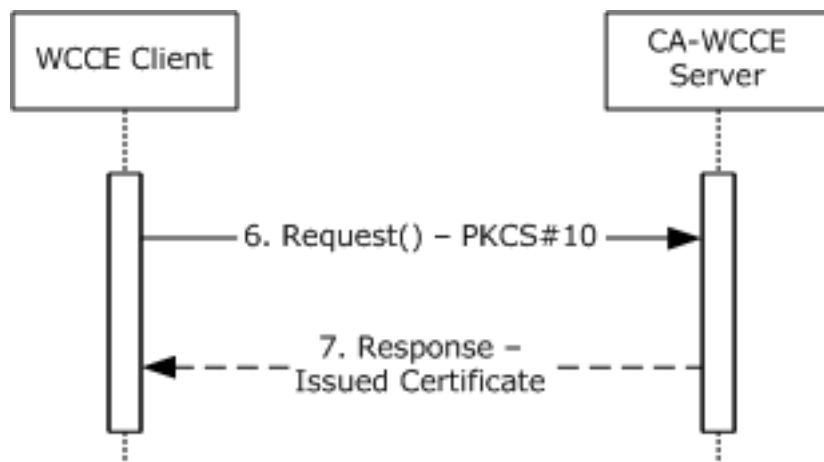 WCCE Client
CA-WCCE
Server
6. Request() – PKCS#10
7. Response –
Issued Certificate